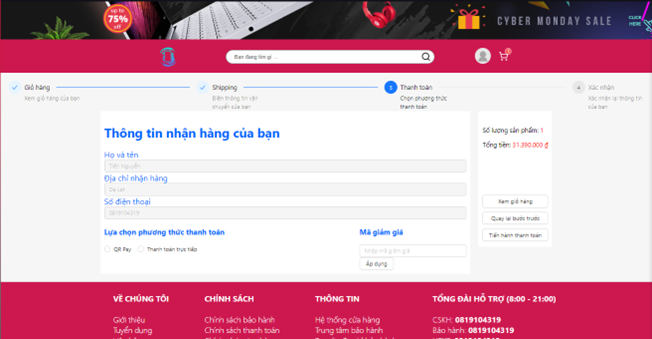 up to
75%
off
CYBER MONDAY SALE
CLICK
HERE
Bạn đang tìm gì ...
Giỏ hàng
Xem giỏ hàng của bạn
Shipping
Điền thông tin vận
chuyển của bạn
3
Thanh toán
Chọn phương thức
thanh toán
4
Xác nhận
Xác nhận lại thông tin
của bạn
Thông tin nhận hàng của bạn
Họ và tên
Tiến Nguyễn
Địa chỉ nhận hàng
Đà Lạt
Số điện thoại
0819104319
Lựa chọn phương thức thanh toán
QR Pay
Thanh toán trực tiếp
Mã giảm giá
Nhập mã giảm giá
Áp dụng
Số lượng sản phẩm: 1
Tổng tiền: 31.390.000 ₫
Xem giỏ hàng
Quay lại bước trước
Tiến hành thanh toán
VỀ CHÚNG TÔI
Giới thiệu
Tuyển dụng
CHÍNH SÁCH
Chính sách bảo hành
Chính sách thanh toán
THÔNG TIN
Hệ thống cửa hàng
Trung tâm bảo hành
TỔNG ĐÀI HỖ TRỢ (8:00 - 21:00)
CSKH: 0819104319
Bảo hành: 0819104319